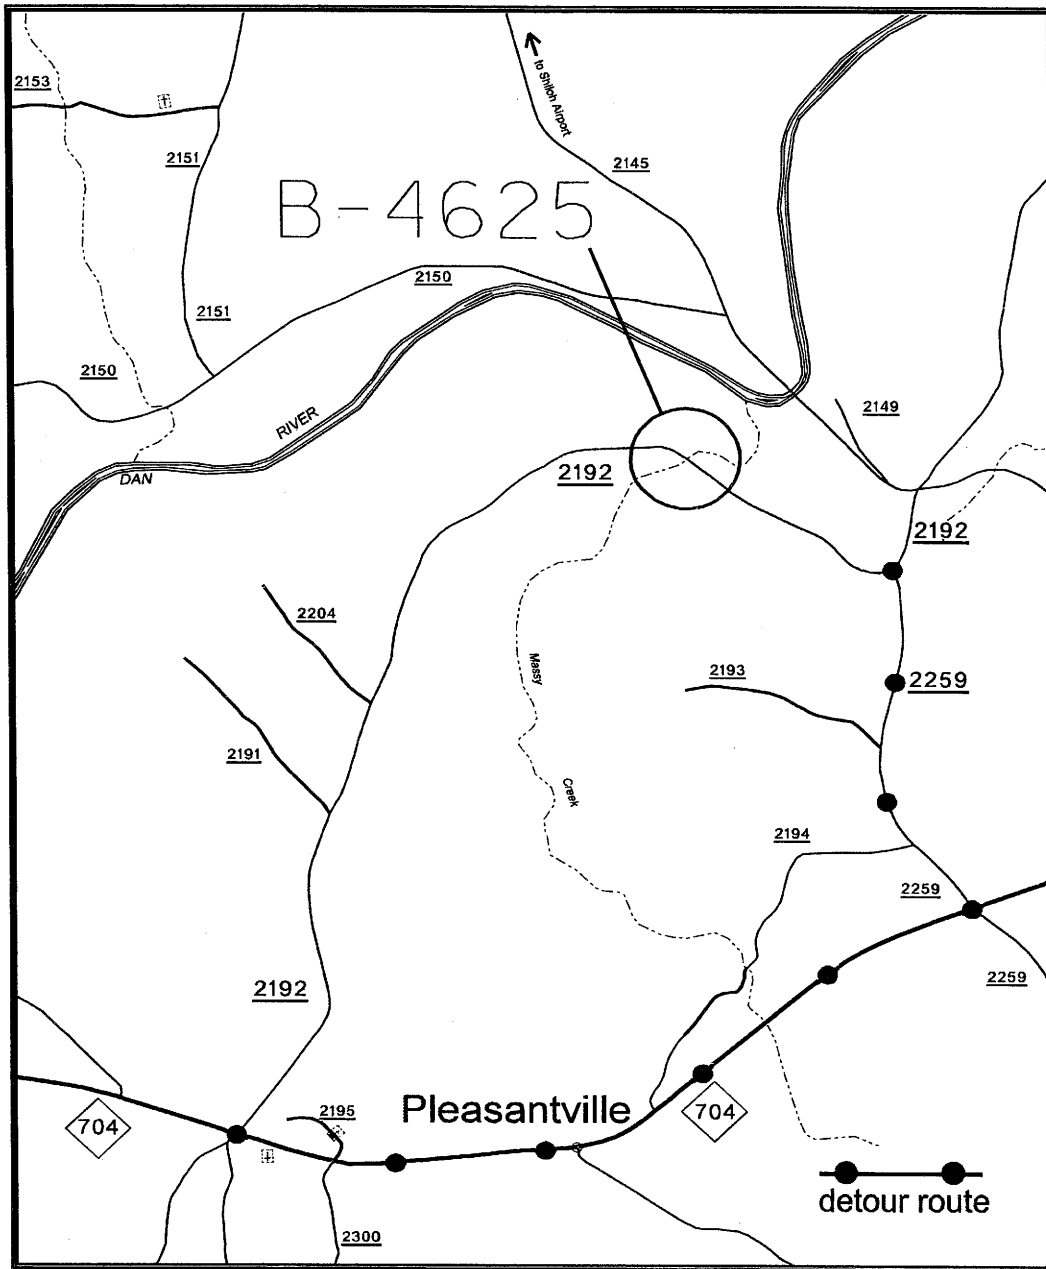 2153
to Shiloh Airport
2151
2145
B-4625
2150
2151
2150
2149
RIVER
DAN
2192
2192
2204
Massy
2193
2259
2191
Creek
2194
2259
2192
2259
704
2195
Pleasantville
704
detour route
2300